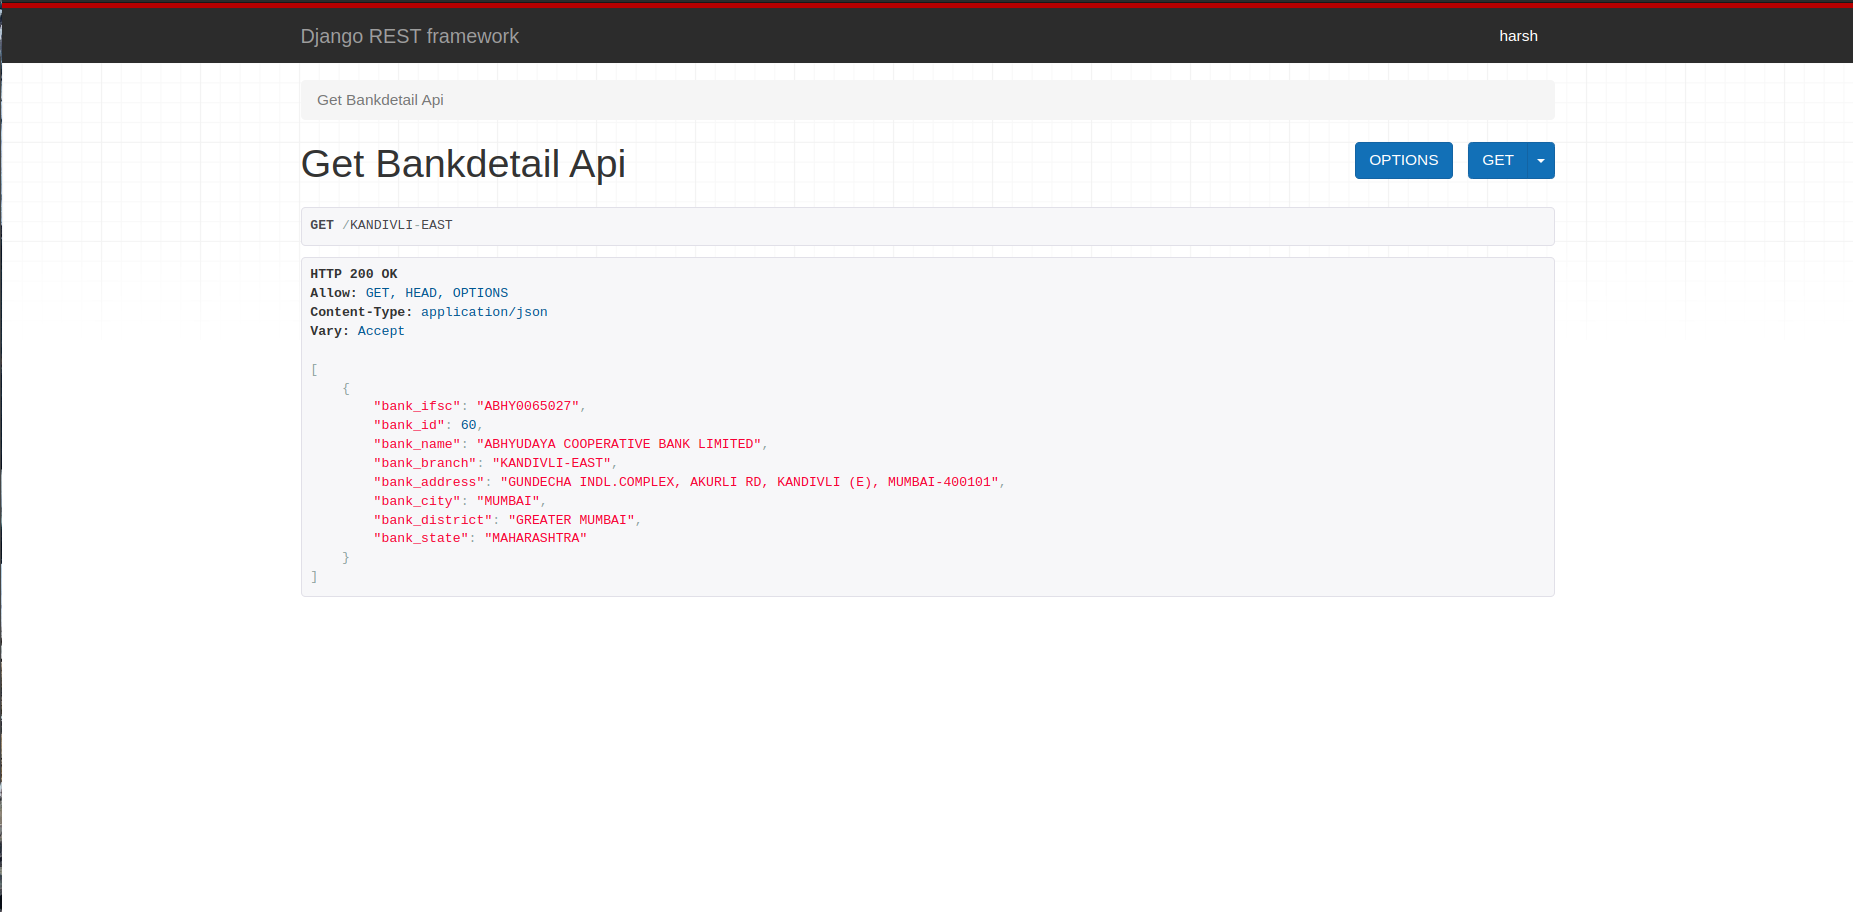 Django REST framework
harsh
Get Bankdetail Api
Get Bankdetail Api
OPTIONS
GET
GET /KANDIVLI-EAST
HTTP 200 OK
Allow: GET, HEAD, OPTIONS
Content-Type: application/json
Vary: Accept
[
    {
        "bank_ifsc": "ABHY0065027",
        "bank_id": 60,
        "bank_name": "ABHYUDAYA COOPERATIVE BANK LIMITED",
        "bank_branch": "KANDIVLI-EAST",
        "bank_address": "GUNDECHA INDL.COMPLEX, AKURLI RD, KANDIVLI (E), MUMBAI-400101",
        "bank_city": "MUMBAI",
        "bank_district": "GREATER MUMBAI",
        "bank_state": "MAHARASHTRA"
    }
]